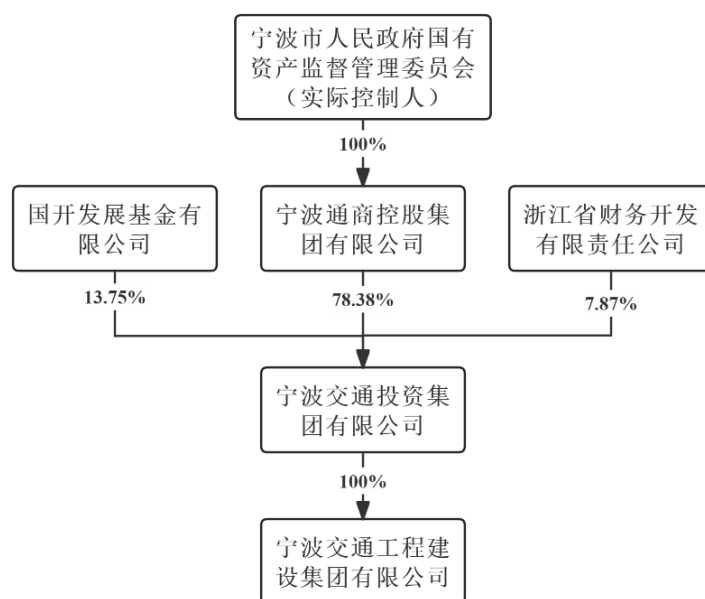 宁波市人民政府国有
资产监督管理委员会
（实际控制人）
100%
国开发展基金有
限公司
宁波通商控股集
团有限公司
浙江省财务开发
有限责任公司
13.75%
78.38%
7.87%
宁波交通投资集
团有限公司
100%
宁波交通工程建
设集团有限公司